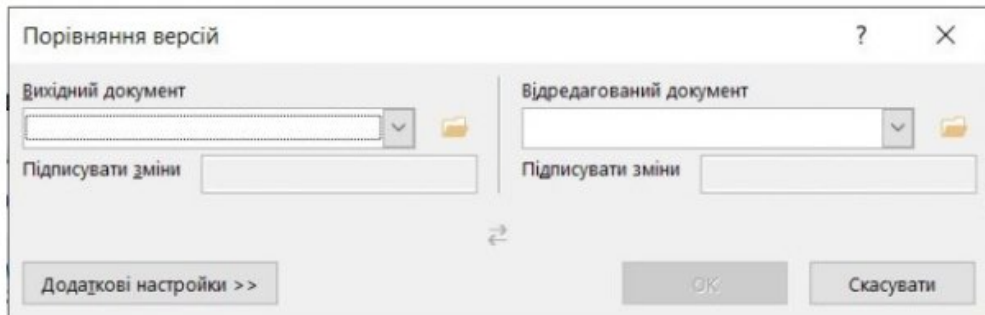 Порівняння версій ?
Вихідний документ
Відредагований документ
Підписувати зміни
Підписувати зміни
Додаткові настройки >>
OK
Скасувати